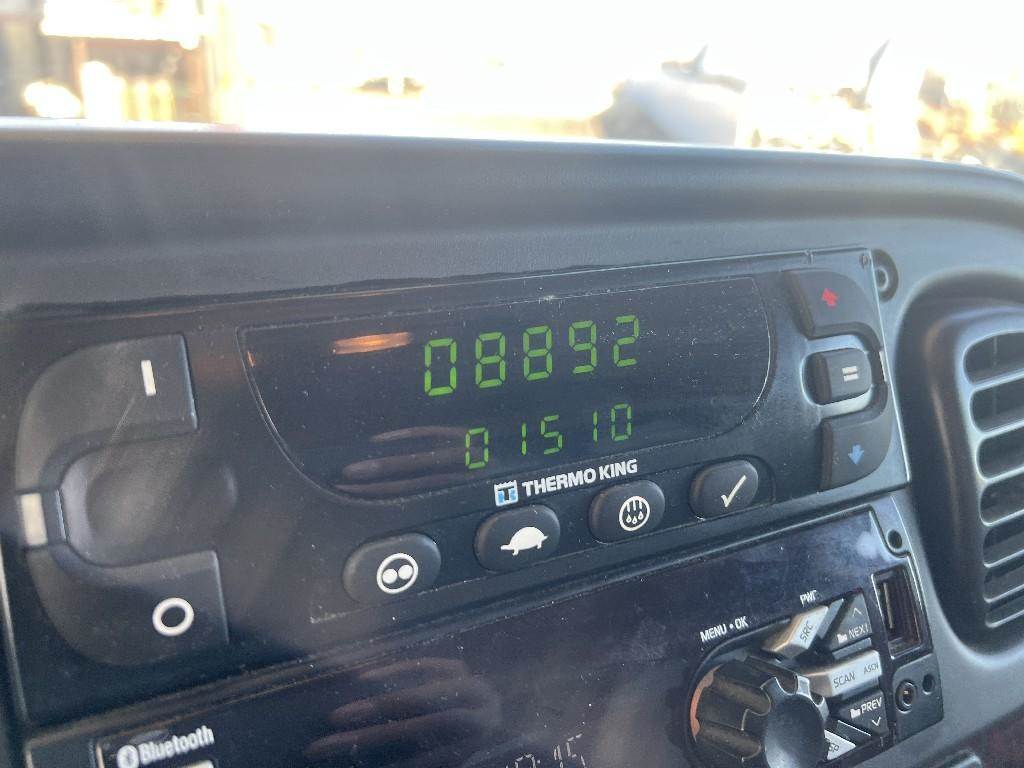 08892
01510
THERMO KING
PWR
SRC
MENU • OK
NEXT
SCAN
PREV
Bluetooth